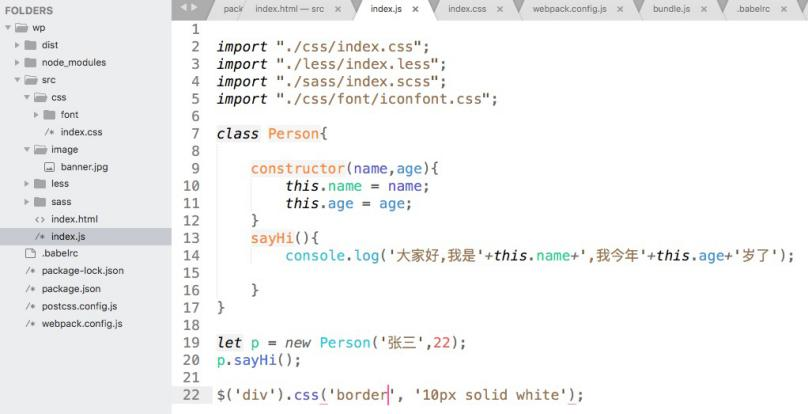 FOLDERS
wp
dist
node_modules
src
css
font
index.css
image
banner.jpg
less
sass
index.html
index.js
.babelrc
package-lock.json
package.json
postcss.config.js
webpack.config.js
pack index.html — src × index.js × index.css × webpack.config.js × bundle.js × .babelrc ×
1
2 import "./css/index.css";
3 import "./less/index.less";
4 import "./sass/index.scss";
5 import "./css/font/iconfont.css";
6
7 class Person{
8
9 constructor(name,age){
10 this.name = name;
11 this.age = age;
12 }
13 sayHi(){
14 console.log('大家好,我是'+this.name+',我今年'+this.age+'岁了');
15
16 }
17 }
18
19 let p = new Person('张三',22);
20 p.sayHi();
21
22 $('div').css('border', '10px solid white');